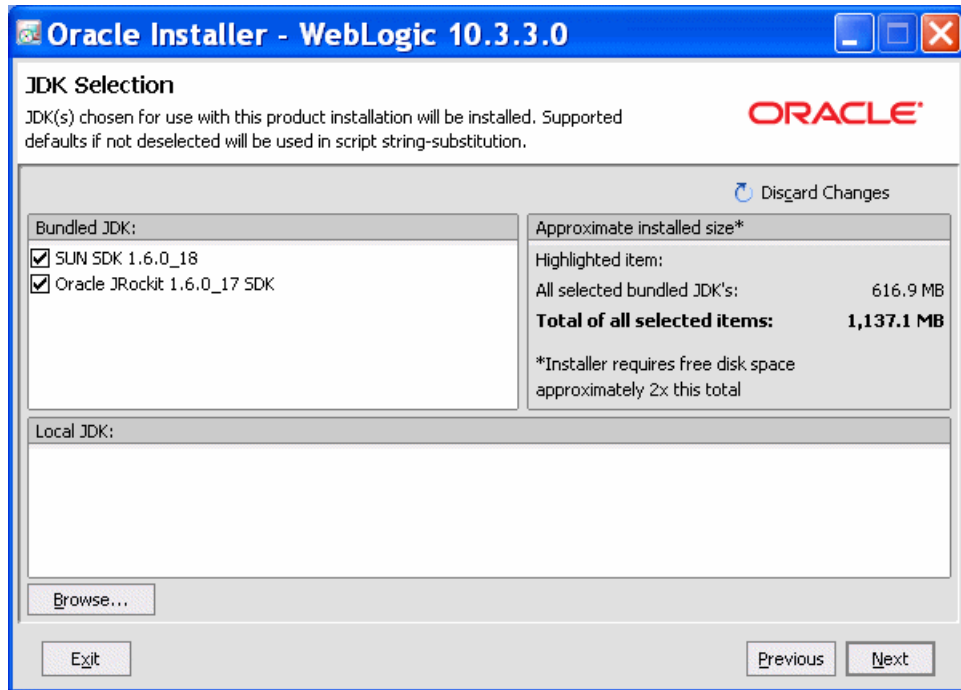 Oracle Installer - WebLogic 10.3.3.0
JDK Selection
JDK(s) chosen for use with this product installation will be installed. Supported
defaults if not deselected will be used in script string-substitution.
ORACLE
Discard Changes
Bundled JDK:
SUN SDK 1.6.0_18
Oracle JRockit 1.6.0_17 SDK
Approximate installed size*
Highlighted item:
All selected bundled JDK's: 616.9 MB
Total of all selected items: 1,137.1 MB
*Installer requires free disk space
approximately 2x this total
Local JDK:
Browse...
Exit
Previous
Next